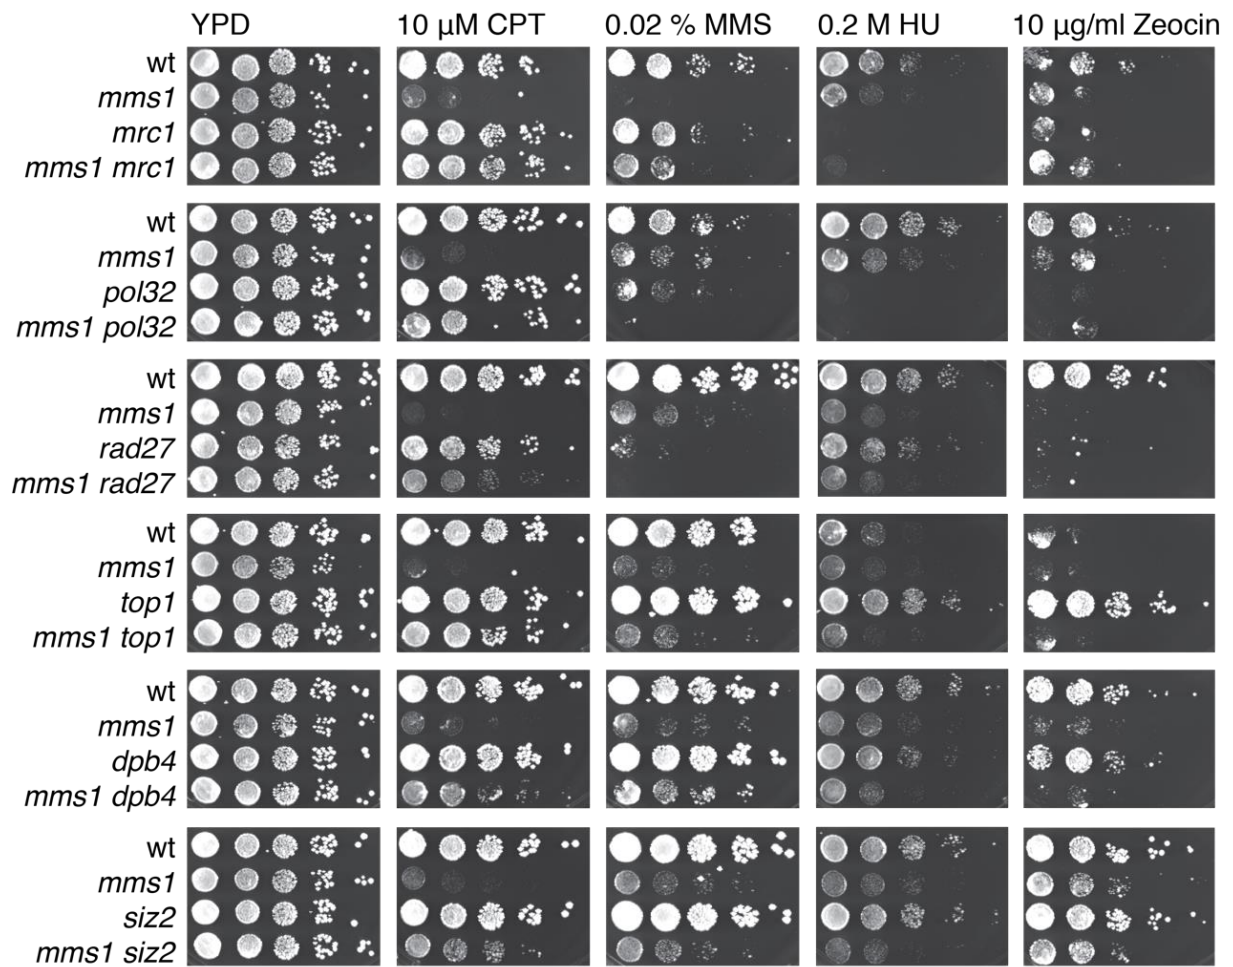 YPD 10 µM CPT 0.02 % MMS 0.2 M HU 10 µg/ml Zeocin
wt
mms1
mrc1
mms1 mrc1
wt
mms1
pol32
mms1 pol32
wt
mms1
rad27
mms1 rad27
wt
mms1
top1
mms1 top1
wt
mms1
dpb4
mms1 dpb4
wt
mms1
siz2
mms1 siz2